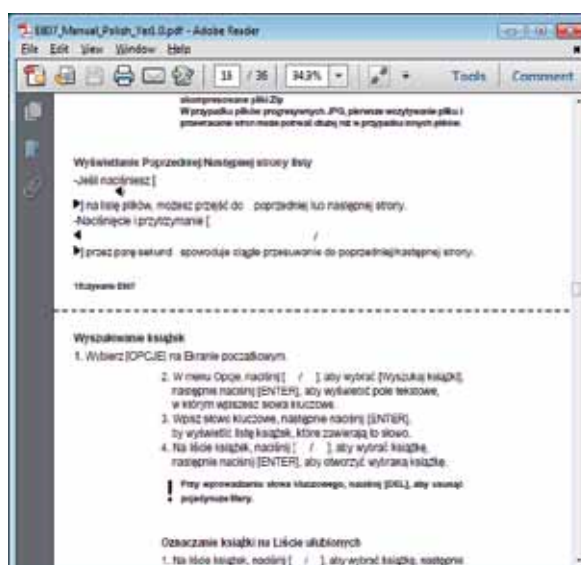 E807_Manual_Polish_Ver1.0.pdf - Adobe Reader
File Edit View Window Help
18 / 36 94,3% Tools Comment
skompresowane pliki Zip
W przypadku plików progresywnych JPG, pierwsze wczytywanie pliku i
przewracanie stron może potrwać dłużej niż w przypadku innych plików.
Wyświetlanie Poprzedniej/Następnej strony listy
-Jeśli naciśniesz [
◀
▶] na listę plików, możesz przejść do poprzedniej lub następnej strony.
-Naciśnięcie i przytrzymanie [
◀ /
▶] przez parę sekund spowoduje ciągłe przesuwanie do poprzedniej/następnej strony.
Wyszukiwanie książek
1. Wybierz [OPCJE] na Ekranie początkowym.
2. W menu Opcje, naciśnij [ / ], aby wybrać [Wyszukaj książki],
następnie naciśnij [ENTER], aby wyświetlić pole tekstowe,
w którym wpiszesz słowa kluczowe.
3. Wpisz słowo kluczowe, następnie naciśnij [ENTER],
by wyświetlić listę książek, które zawierają to słowo.
4. Na liście książek, naciśnij [ / ], aby wybrać książkę,
następnie naciśnij [ENTER], aby otworzyć wybraną książkę.
! Przy wprowadzaniu słowa kluczowego, naciśnij [DEL], aby usunąć
pojedyncze litery.
Oznaczanie książki na Liście ulubionych
1. Na liście książek, naciśnij [ / ], aby wybrać książkę, następnie